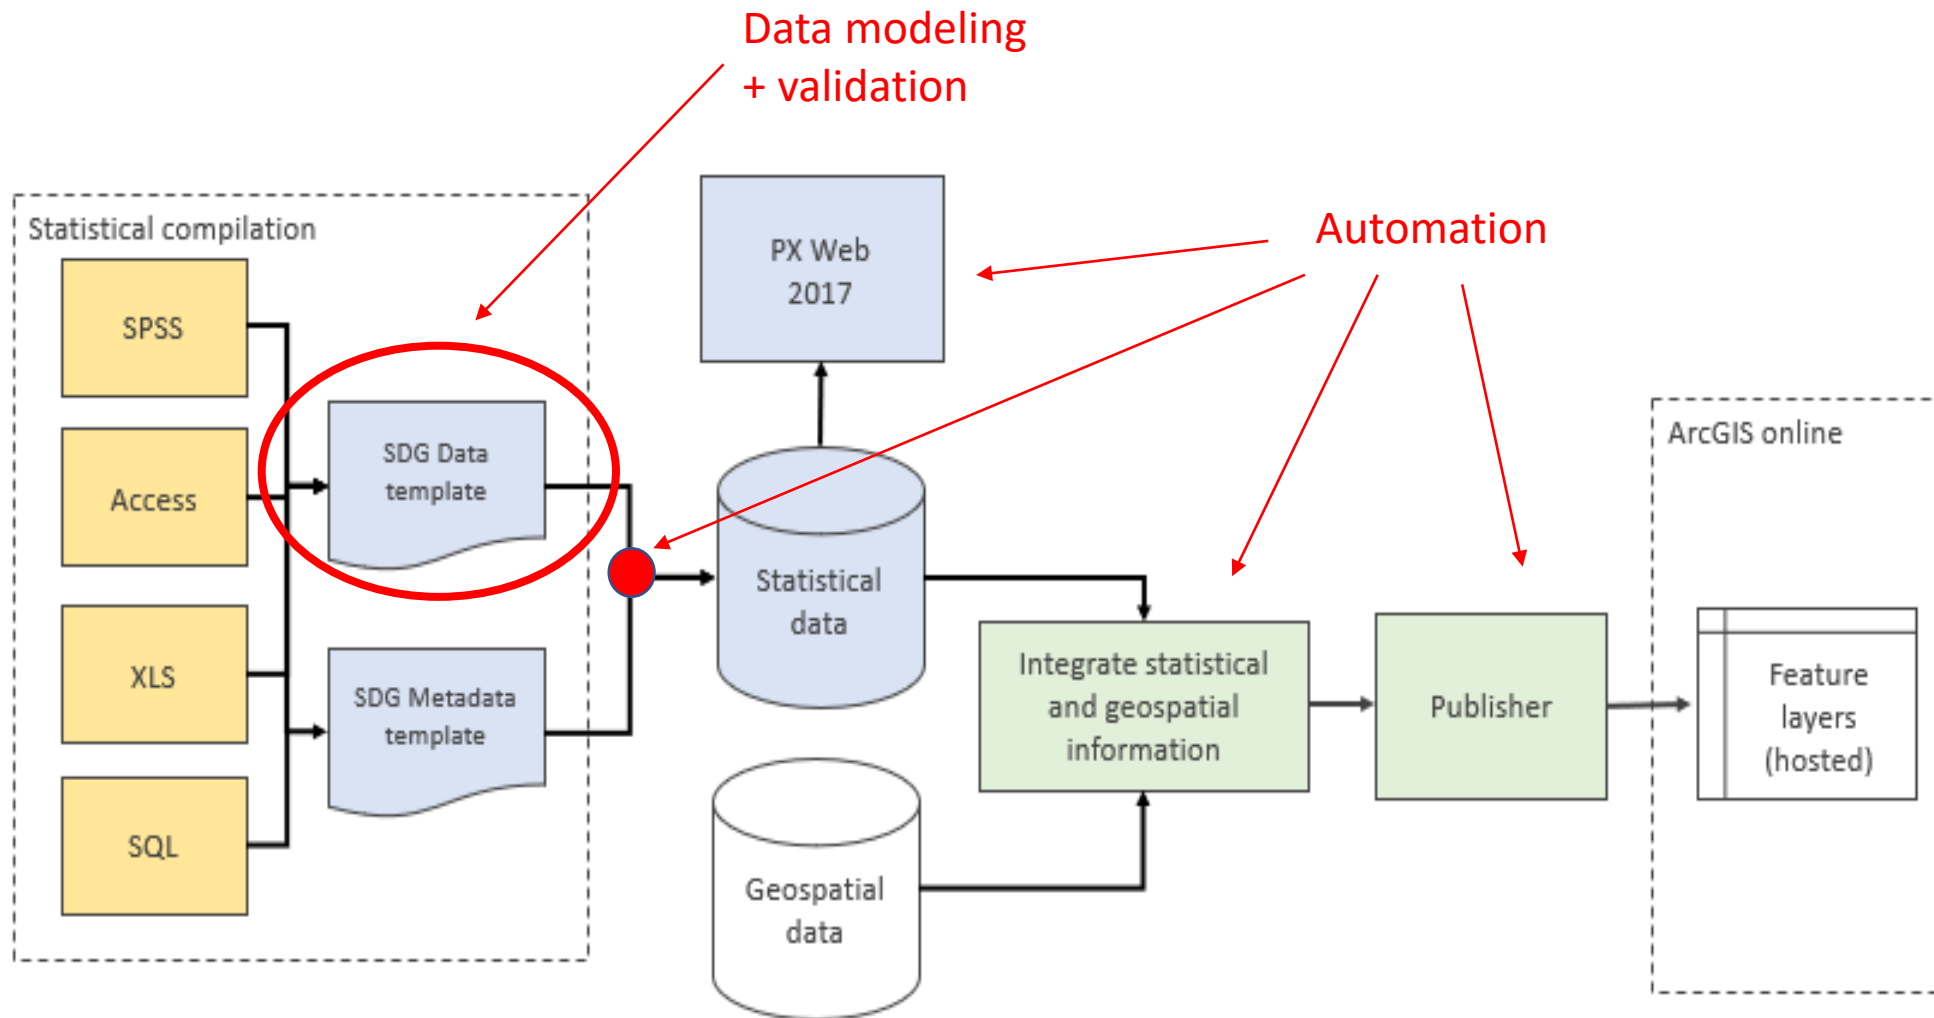 Data modeling
+ validation
Statistical compilation
SPSS
Access
XLS
SQL
SDG Data
template
SDG Metadata
template
PX Web
2017
Automation
Statistical
data
Geospatial
data
Integrate statistical
and geospatial
information
Publisher
ArcGIS online
Feature
layers
(hosted)